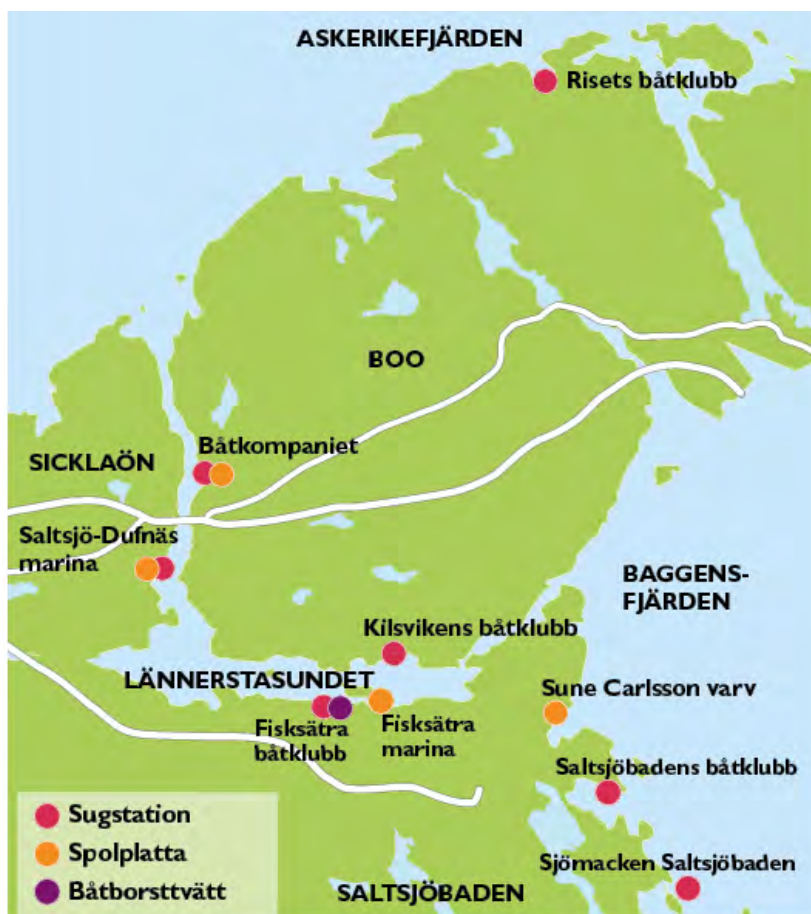 ASKERIKEFJÄRDEN
Risets båtklubb
BOO
Båtkompaniet
SICKLAÖN
Saltsjö-Dufnäs
marina
BAGGENS-
FJÄRDEN
Kilsvikens båtklubb
LÄNNERSTASUNDET
Sune Carlsson varv
Fisksätra
båtklubb
Fisksätra
marina
Saltsjöbadens båtklubb
Sugstation
Spolplatta
Båtborsttvätt
Sjömacken Saltsjöbaden
SALTSJÖBADEN